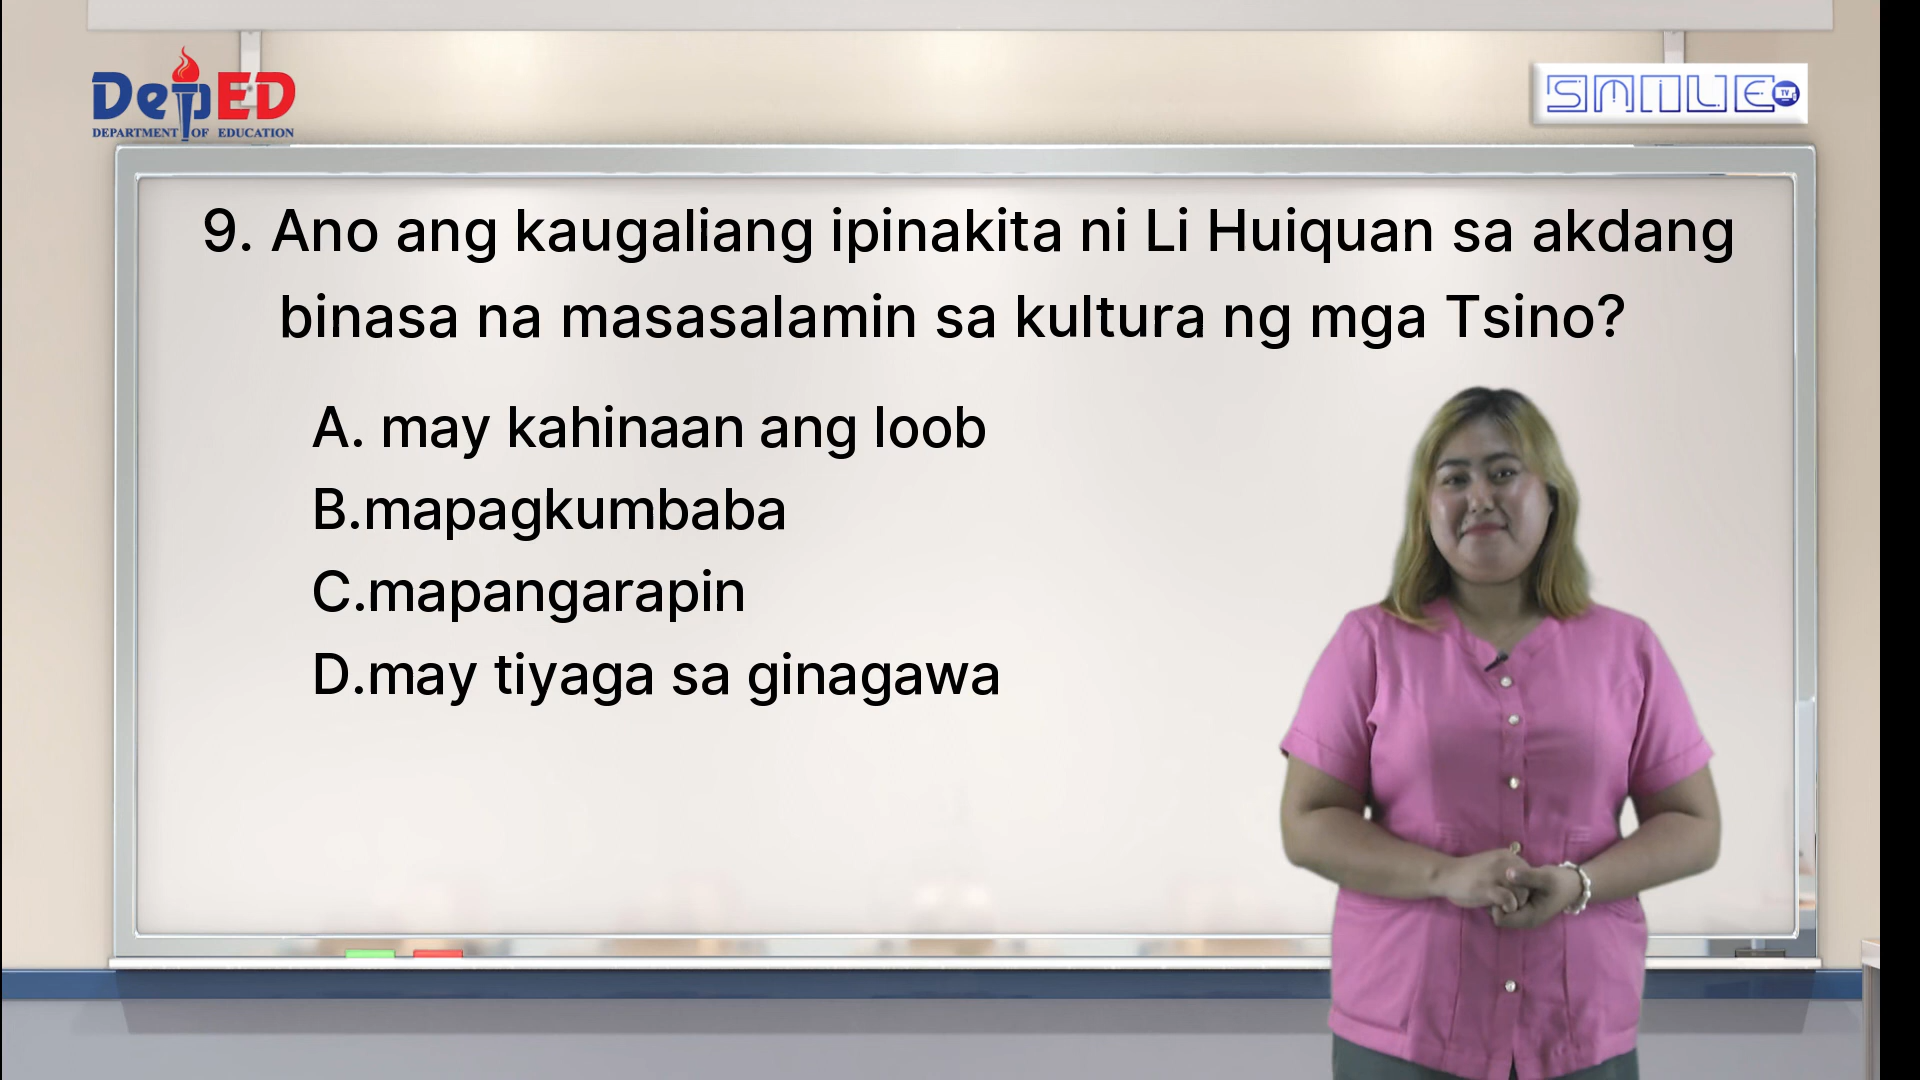 DepED
DEPARTMENT OF EDUCATION
SMILE TV
9. Ano ang kaugaliang ipinakita ni Li Huiquan sa akdang
binasa na masasalamin sa kultura ng mga Tsino?
A. may kahinaan ang loob
B.mapagkumbaba
C.mapangarapin
D.may tiyaga sa ginagawa